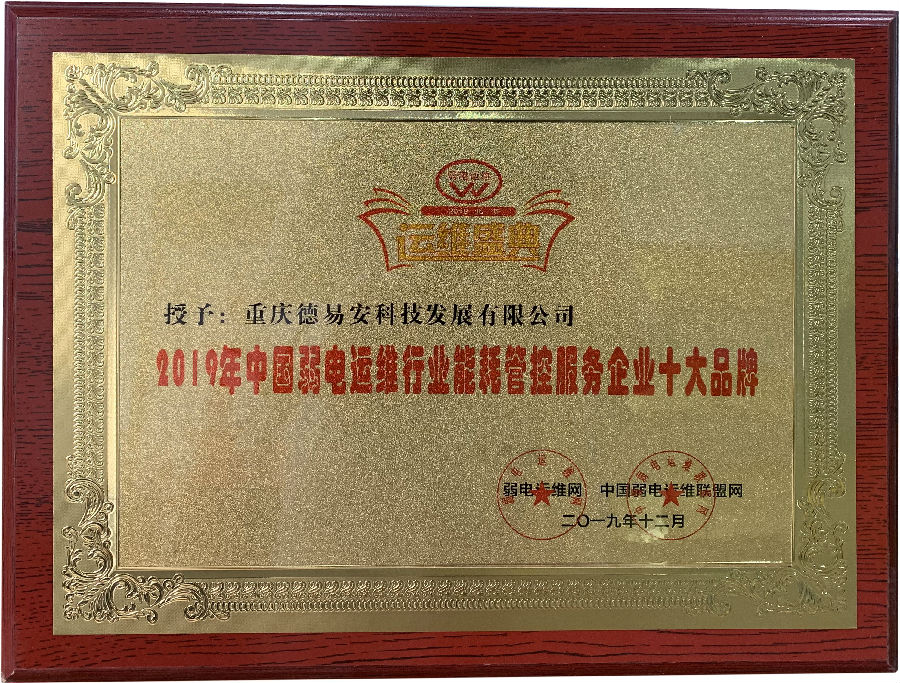 运维盟典
授予：重庆德易安科技发展有限公司
2019年中国弱电运维行业能耗管控服务企业十大品牌
弱电运维网 中国弱电运维联盟网
二〇一九年十二月